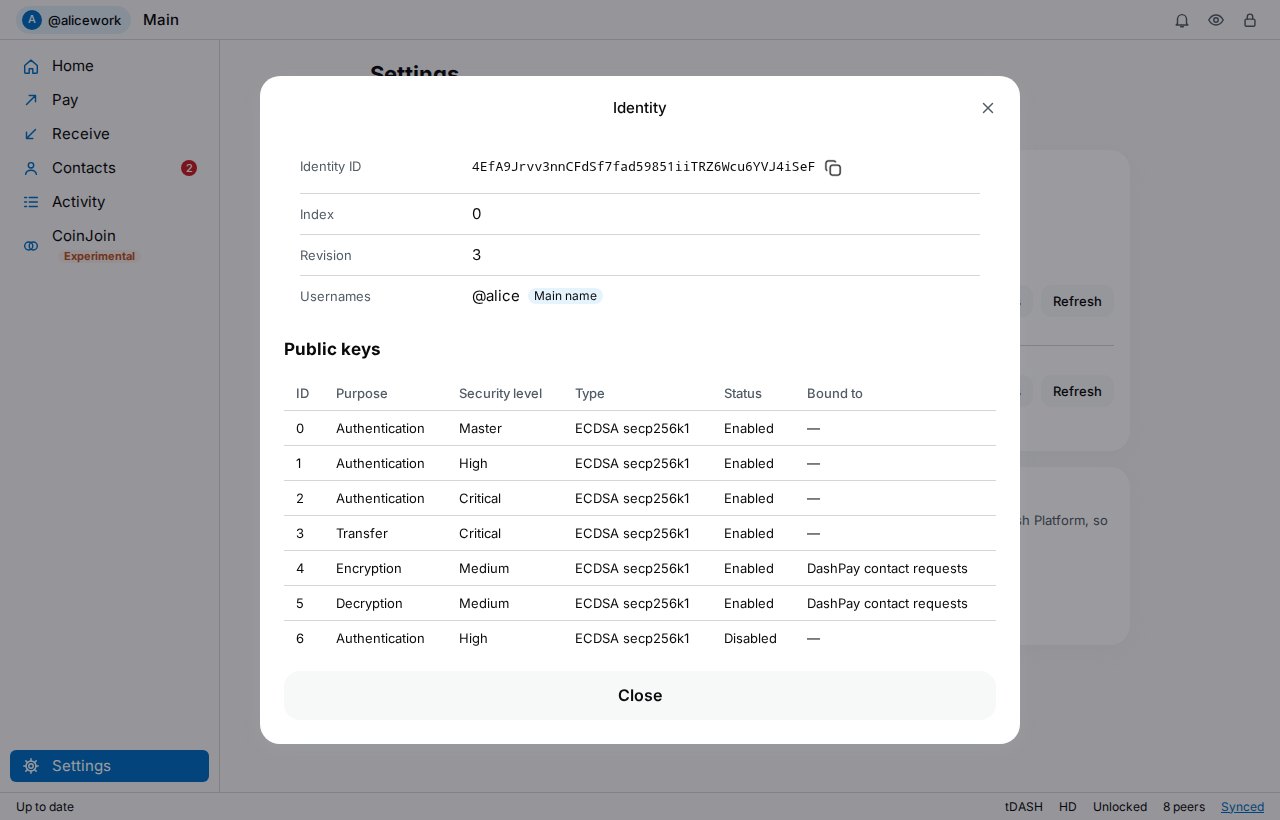 A @alicework Main
Home
Pay
Receive
Contacts 2
Activity
CoinJoin
Experimental
Settings
Settings
Refresh
Refresh
sh Platform, so
Identity
Identity ID 4EfA9Jrvv3nnCFdSf7fad59851iiTRZ6Wcu6YVJ4iSeF
Index 0
Revision 3
Usernames @alice Main name
Public keys
ID Purpose Security level Type Status Bound to
0 Authentication Master ECDSA secp256k1 Enabled —
1 Authentication High ECDSA secp256k1 Enabled —
2 Authentication Critical ECDSA secp256k1 Enabled —
3 Transfer Critical ECDSA secp256k1 Enabled —
4 Encryption Medium ECDSA secp256k1 Enabled DashPay contact requests
5 Decryption Medium ECDSA secp256k1 Enabled DashPay contact requests
6 Authentication High ECDSA secp256k1 Disabled —
Close
Up to date tDASH HD Unlocked 8 peers Synced